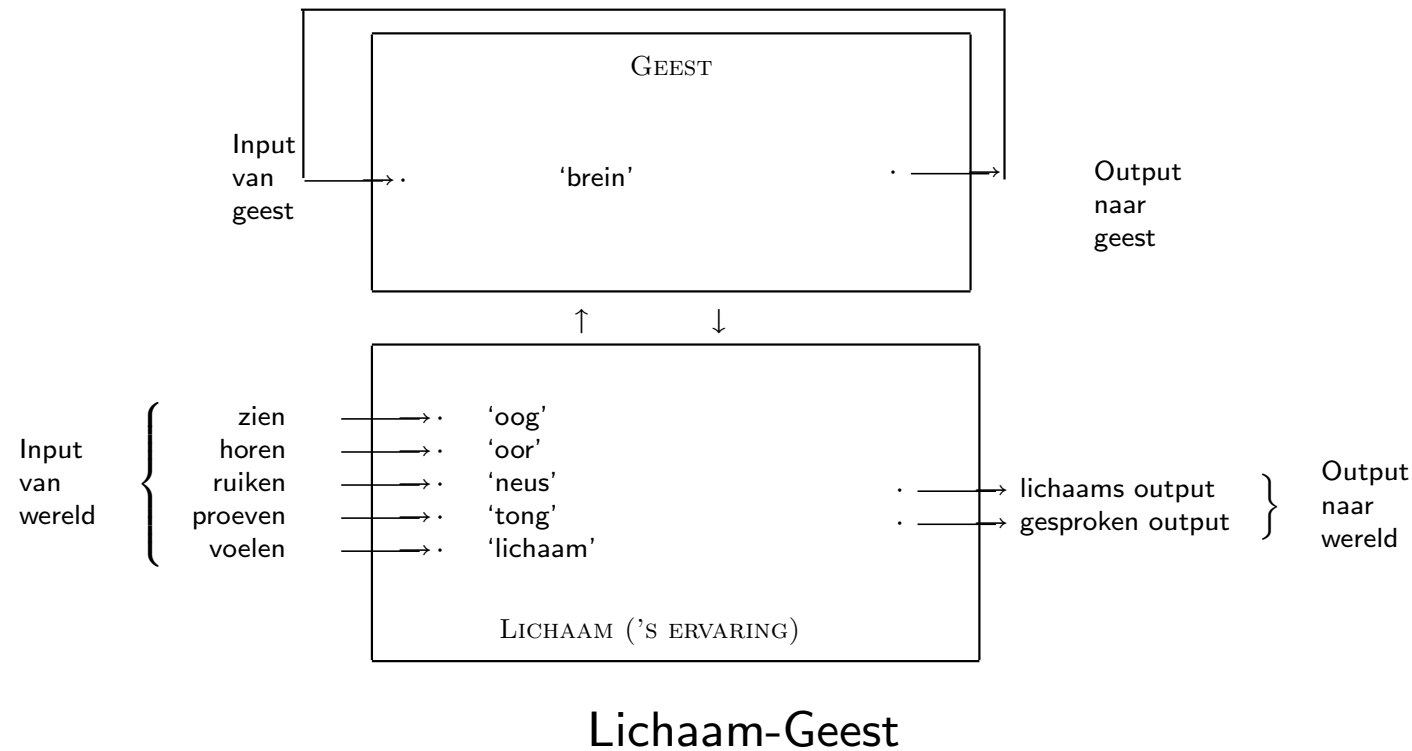 GEEST
Input
van
geest
‘brein’
Output
naar
geest
↑ ↓
Input
van
wereld
zien ‘oog’
horen ‘oor’
ruiken ‘neus’
proeven ‘tong’
voelen ‘lichaam’
lichaams output
gesproken output
Output
naar
wereld
LICHAAM (’S ERVARING)
Lichaam-Geest